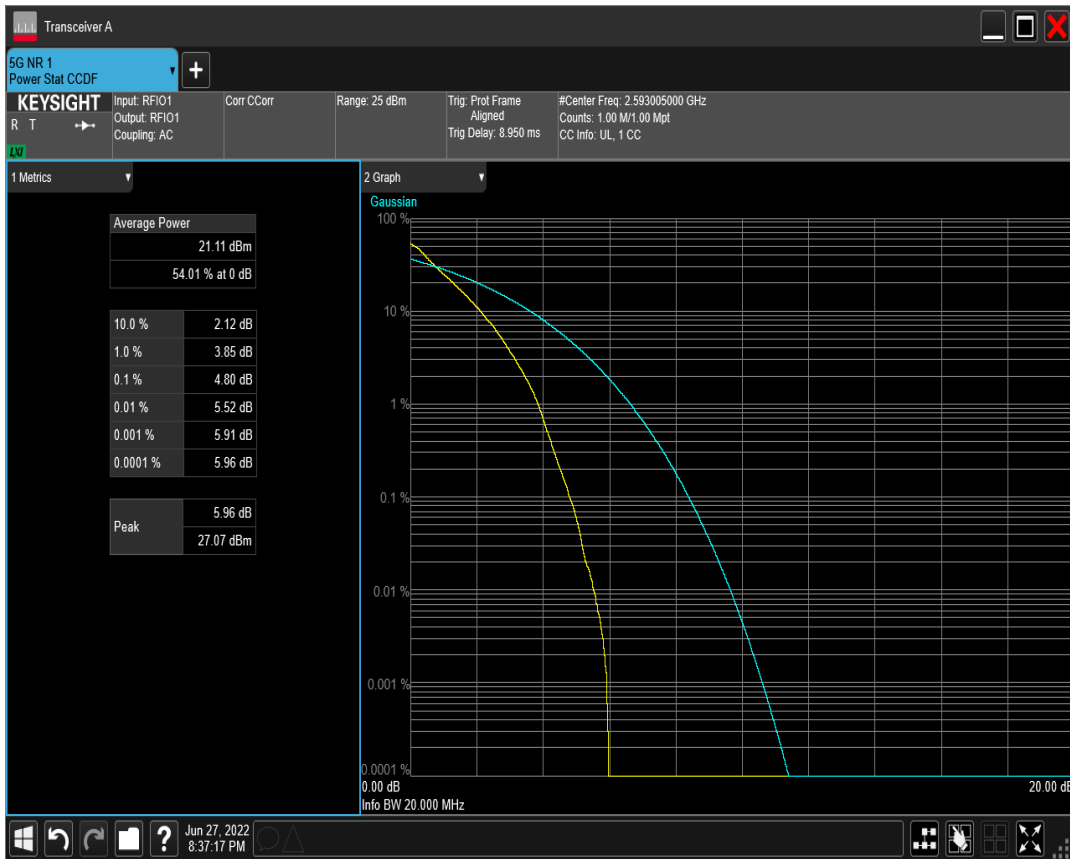 Transceiver A
5G NR 1
Power Stat CCDF
KEYSIGHT
R T
LXI
Input: RFIO1
Output: RFIO1
Coupling: AC
Corr CCorr
Range: 25 dBm
Trig: Prot Frame
Aligned
Trig Delay: 8.950 ms
#Center Freq: 2.593005000 GHz
Counts: 1.00 M/1.00 Mpt
CC Info: UL, 1 CC
1 Metrics
Average Power
21.11 dBm
54.01 % at 0 dB
10.0 % 2.12 dB
1.0 % 3.85 dB
0.1 % 4.80 dB
0.01 % 5.52 dB
0.001 % 5.91 dB
0.0001 % 5.96 dB
Peak
5.96 dB
27.07 dBm
2 Graph
Gaussian
100 %
10 %
1 %
0.1 %
0.01 %
0.001 %
0.0001 %
0.00 dB
20.00 dB
Info BW 20.000 MHz
?
Jun 27, 2022
8:37:17 PM